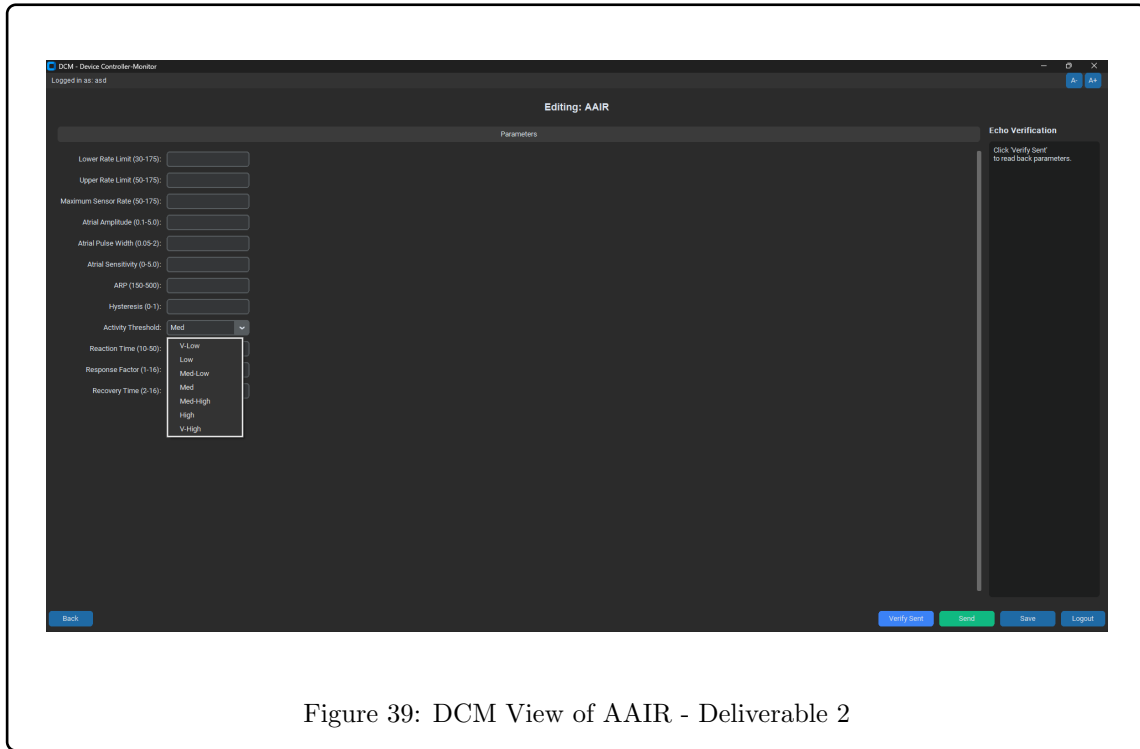 DCM - Device Controller-Monitor
Logged in as: asd
A-
A+
Editing: AAIR
Parameters
Echo Verification
Click 'Verify Sent'
to read back parameters.
Lower Rate Limit (30-175):
Upper Rate Limit (50-175):
Maximum Sensor Rate (50-175):
Atrial Amplitude (0.1-5.0):
Atrial Pulse Width (0.05-2):
Atrial Sensitivity (0-5.0):
ARP (150-500):
Hysteresis (0-1):
Activity Threshold: Med
Reaction Time (10-50):
Response Factor (1-16):
Recovery Time (2-16):
V-Low
Low
Med-Low
Med
Med-High
High
V-High
Back
Verify Sent
Send
Save
Logout
Figure 39: DCM View of AAIR - Deliverable 2